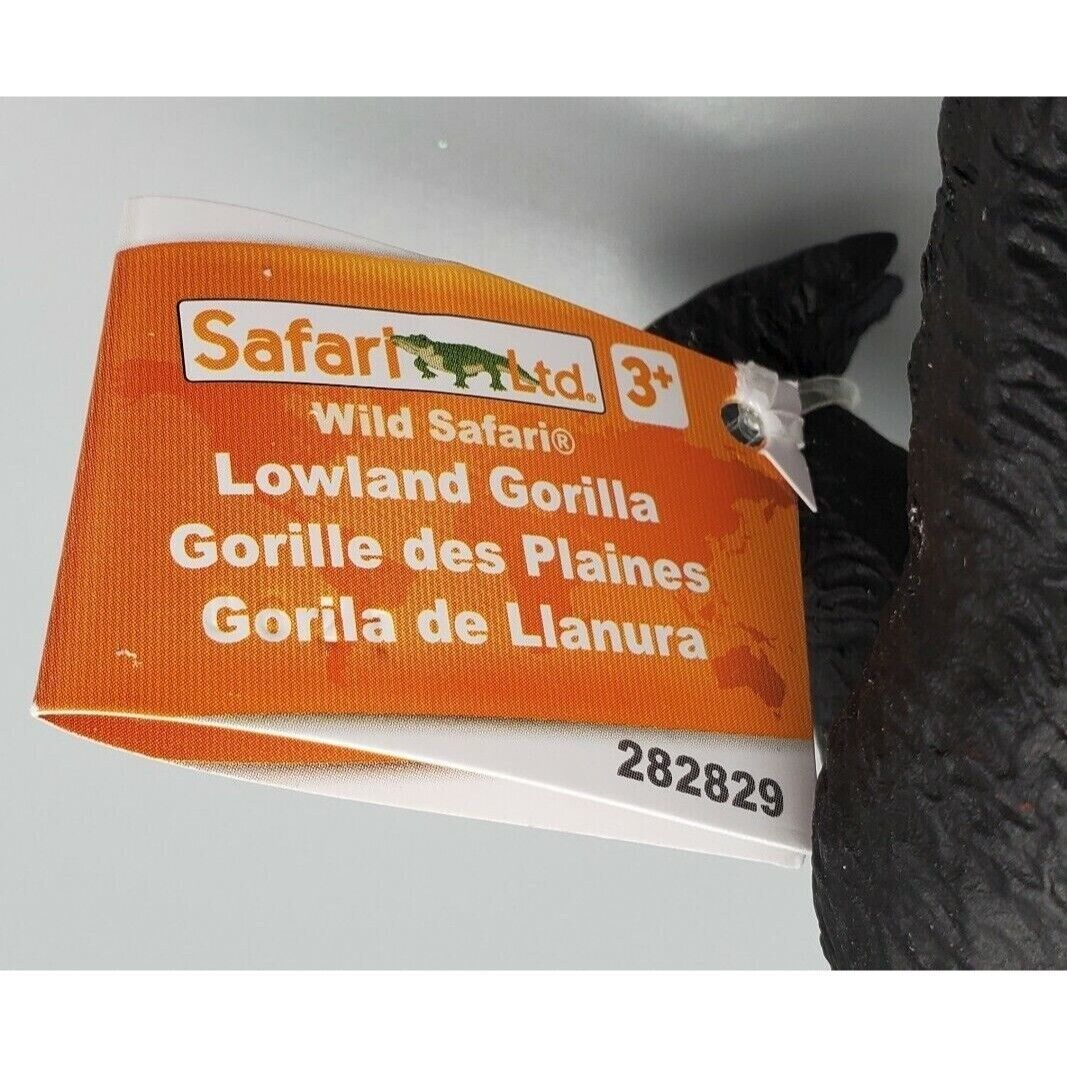 Safari Ltd® 3+
Wild Safari®
Lowland Gorilla
Gorille des Plaines
Gorila de Llanura
282829